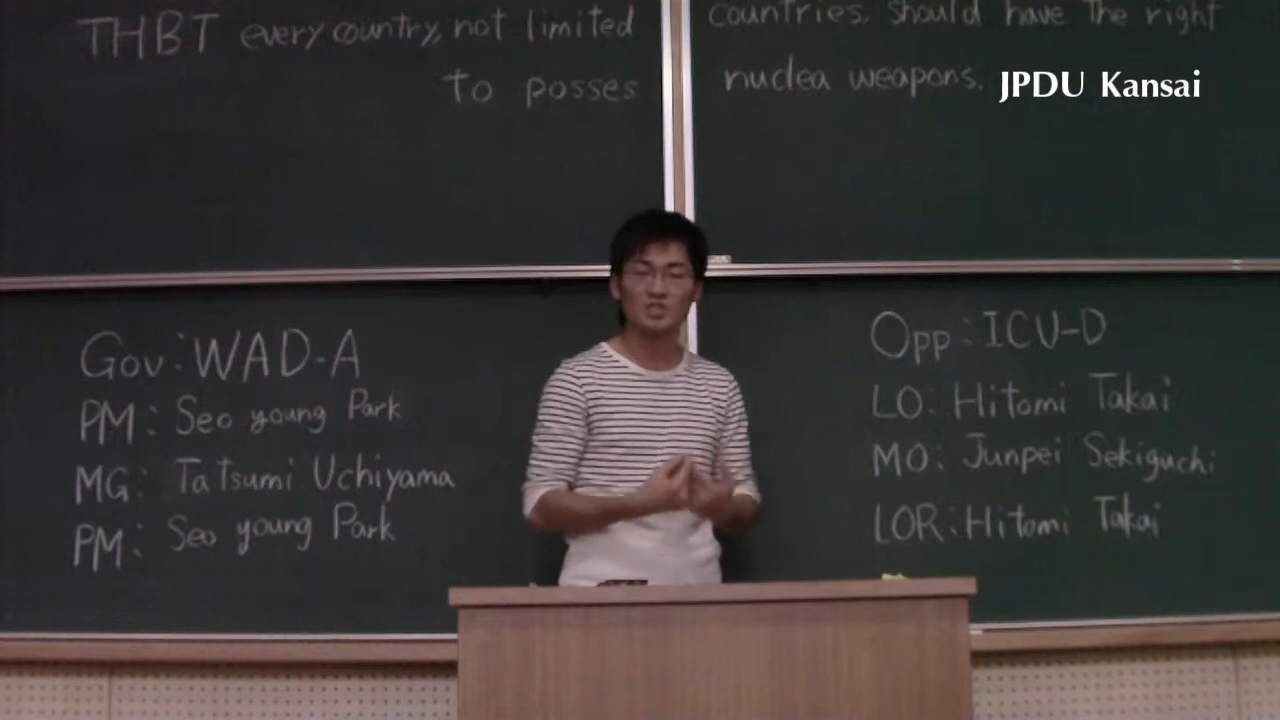 THBT every country, not limited
to posses
countries, should have the right
nuclea weapons.
JPDU Kansai
Gov:WAD-A
PM: Seo young Park
MG: Tatsumi Uchiyama
PM: Seo young Park
Opp:ICU-D
LO: Hitomi Takai
MO: Junpei Sekiguchi
LOR:Hitomi Takai